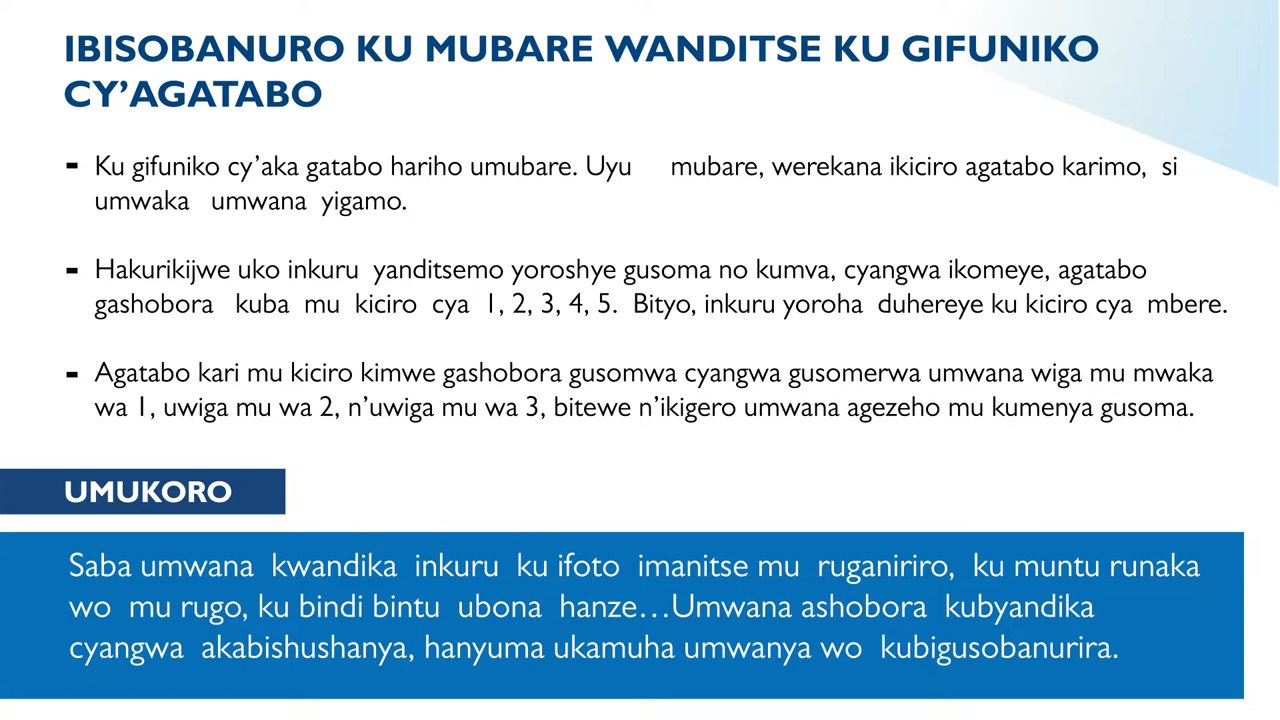 IBISOBANURO KU MUBARE WANDITSE KU GIFUNIKO
CY’AGATABO
- Ku gifuniko cy’aka gatabo hariho umubare. Uyu mubare, werekana ikiciro agatabo karimo, si
umwaka umwana yigamo.
- Hakurikijwe uko inkuru yanditsemo yoroshye gusoma no kumva, cyangwa ikomeye, agatabo
gashobora kuba mu kiciro cya 1, 2, 3, 4, 5. Bityo, inkuru yoroha duhereye ku kiciro cya mbere.
- Agatabo kari mu kiciro kimwe gashobora gusomwa cyangwa gusomerwa umwana wiga mu mwaka
wa 1, uwiga mu wa 2, n’uwiga mu wa 3, bitewe n’ikigero umwana agezeho mu kumenya gusoma.
UMUKORO
Saba umwana kwandika inkuru ku ifoto imanitse mu ruganiriro, ku muntu runaka
wo mu rugo, ku bindi bintu ubona hanze…Umwana ashobora kubyandika
cyangwa akabishushanya, hanyuma ukamuha umwanya wo kubigusobanurira.